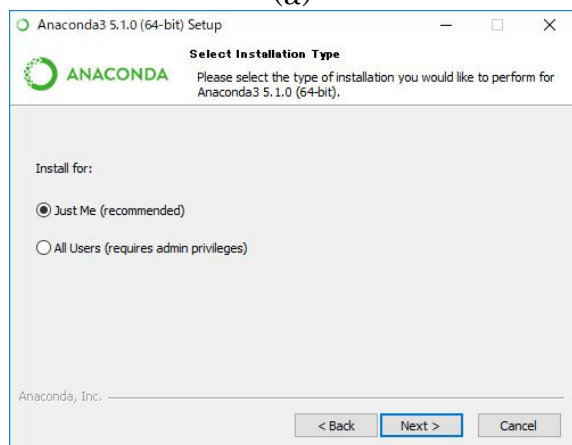 (a)
Anaconda3 5.1.0 (64-bit) Setup
Select Installation Type
ANACONDA
Please select the type of installation you would like to perform for
Anaconda3 5.1.0 (64-bit).
Install for:
Just Me (recommended)
All Users (requires admin privileges)
Anaconda, Inc.
< Back
Next >
Cancel